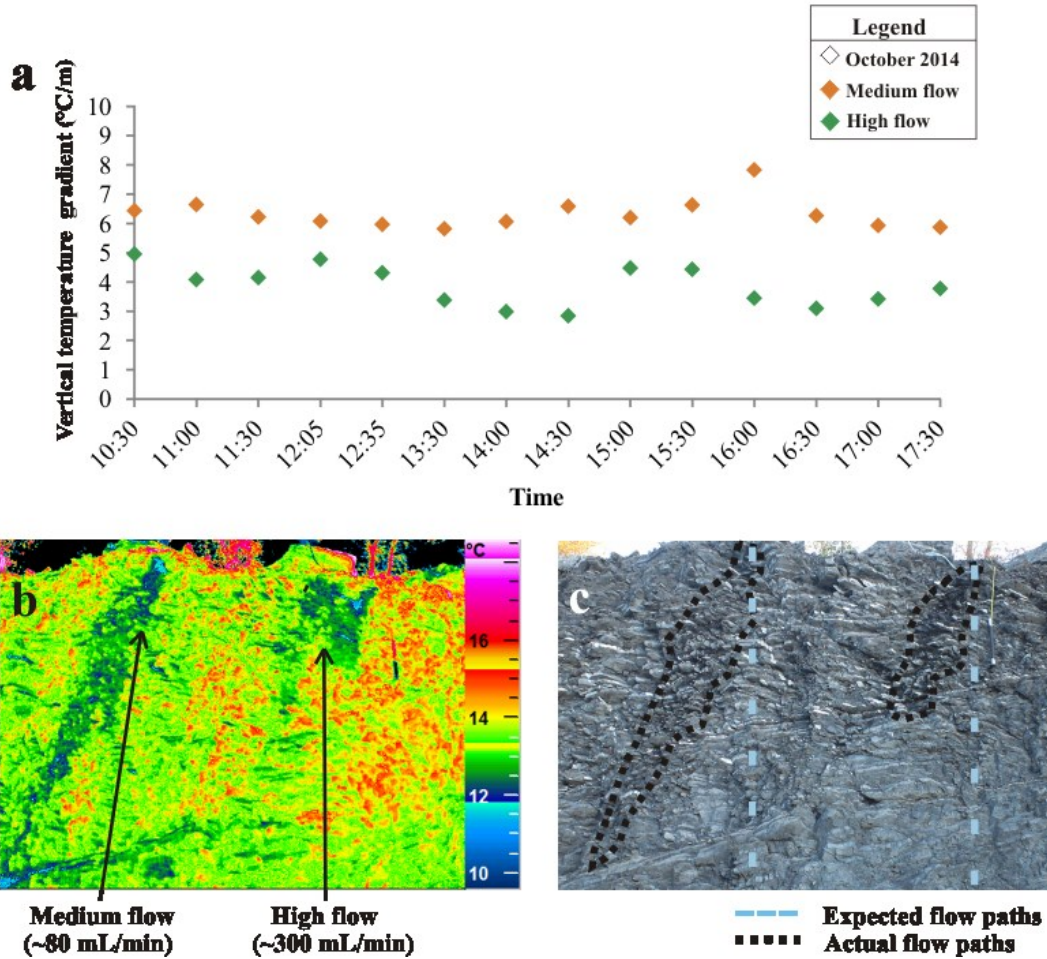 Legend
October 2014
Medium flow
High flow
a
Vertical temperature gradient (°C/m)
10
9
8
7
6
5
4
3
2
1
0
10:30
11:00
11:30
12:05
12:35
13:30
14:00
14:30
15:00
15:30
16:00
16:30
17:00
17:30
Time
b
°C
16
14
12
10
c
Medium flow
(~80 mL/min)
High flow
(~300 mL/min)
Expected flow paths
Actual flow paths